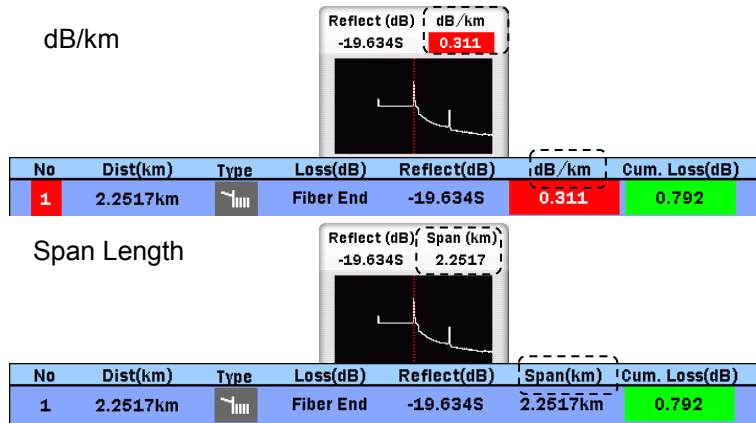 dB/km
Reflect (dB) dB/km
-19.634S 0.311
No Dist(km) Type Loss(dB) Reflect(dB) dB/km Cum. Loss(dB)
1 2.2517km Fiber End -19.634S 0.311 0.792
Span Length
Reflect (dB) Span (km)
-19.634S 2.2517
No Dist(km) Type Loss(dB) Reflect(dB) Span(km) Cum. Loss(dB)
1 2.2517km Fiber End -19.634S 2.2517km 0.792